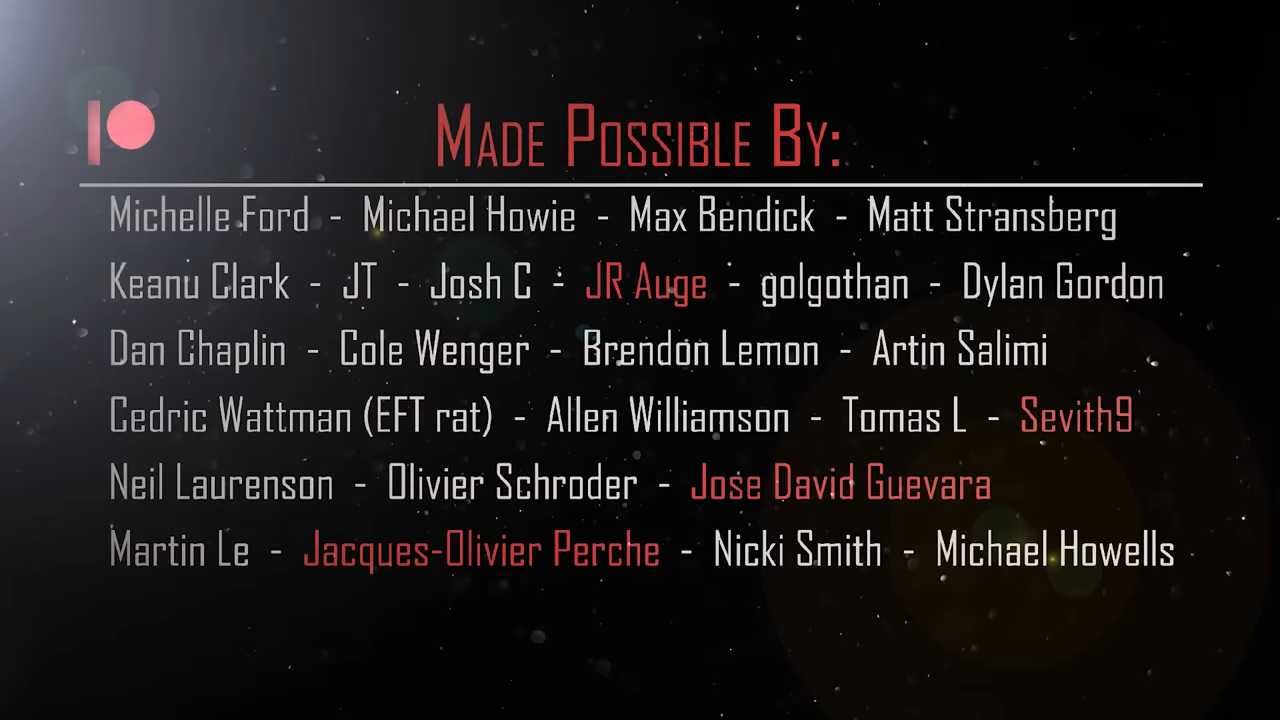 Made Possible By:
Michelle Ford - Michael Howie - Max Bendick - Matt Stransberg
Keanu Clark - JT - Josh C - JR Auge - golgothan - Dylan Gordon
Dan Chaplin - Cole Wenger - Brendon Lemon - Artin Salimi
Cedric Wattman (EFT rat) - Allen Williamson - Tomas L - Sevith9
Neil Laurenson - Olivier Schroder - Jose David Guevara
Martin Le - Jacques-Olivier Perche - Nicki Smith - Michael Howells